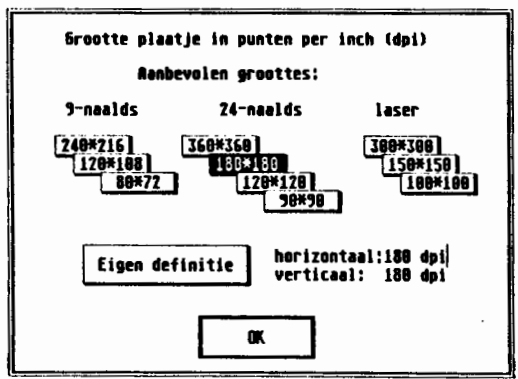 Grootte plaatje in punten per inch (dpi)
Aanbevolen groottes:
9-naalds 24-naalds laser
240*216 360*360 300*300
120*108 180*180 150*150
80*72 120*120 100*100
90*90
Eigen definitie
horizontaal:180 dpi
verticaal: 180 dpi
OK